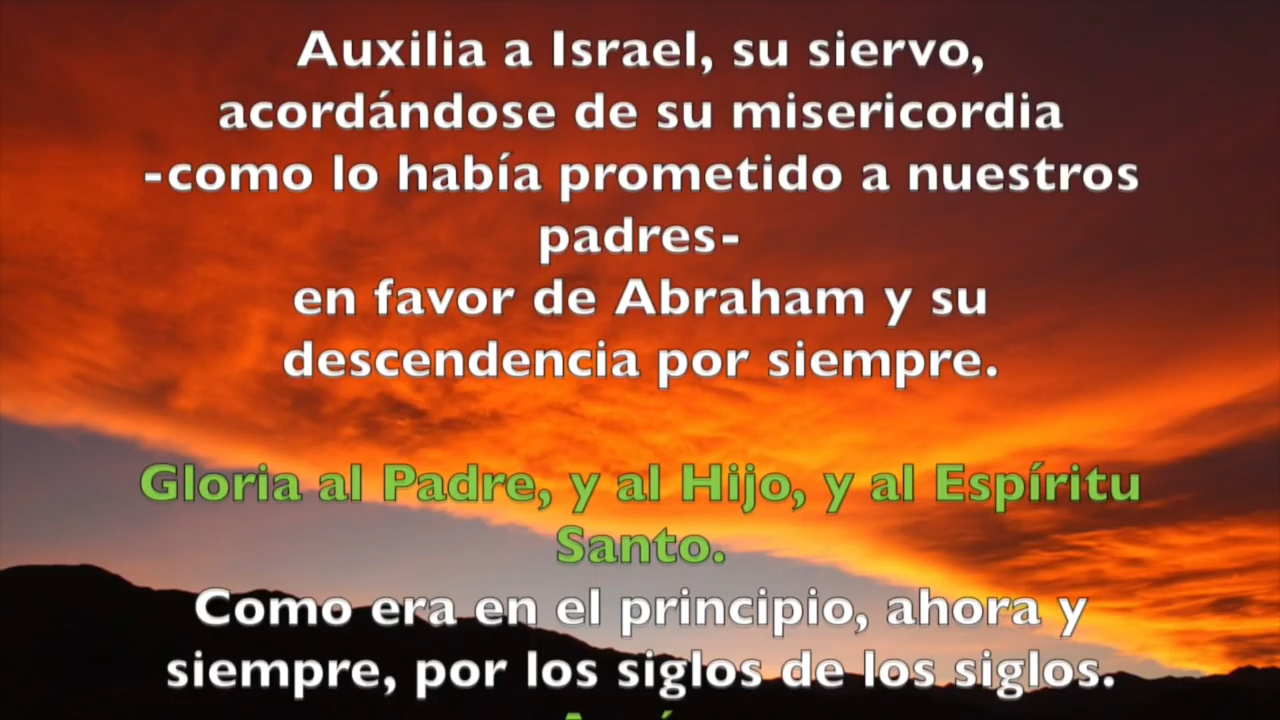 Auxilia a Israel, su siervo,
acordándose de su misericordia
-como lo había prometido a nuestros
padres-
en favor de Abraham y su
descendencia por siempre.
Gloria al Padre, y al Hijo, y al Espíritu
Santo.
Como era en el principio, ahora y
siempre, por los siglos de los siglos.